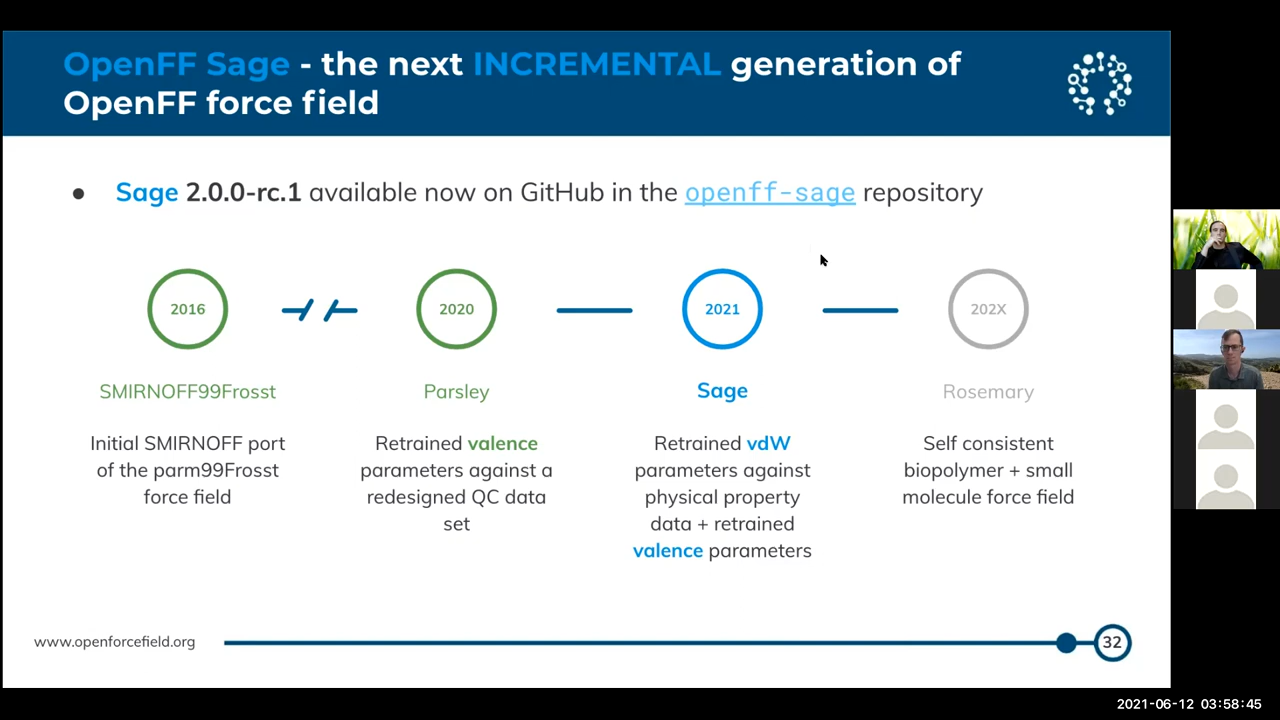 OpenFF Sage - the next INCREMENTAL generation of
OpenFF force field
● Sage 2.0.0-rc.1 available now on GitHub in the openff-sage repository
2016
2020
2021
202X
SMIRNOFF99Frosst
Parsley
Sage
Rosemary
Initial SMIRNOFF port
of the parm99Frosst
force field
Retrained valence
parameters against a
redesigned QC data
set
Retrained vdW
parameters against
physical property
data + retrained
valence parameters
Self consistent
biopolymer + small
molecule force field
www.openforcefield.org
32
2021-06-12 03:58:45